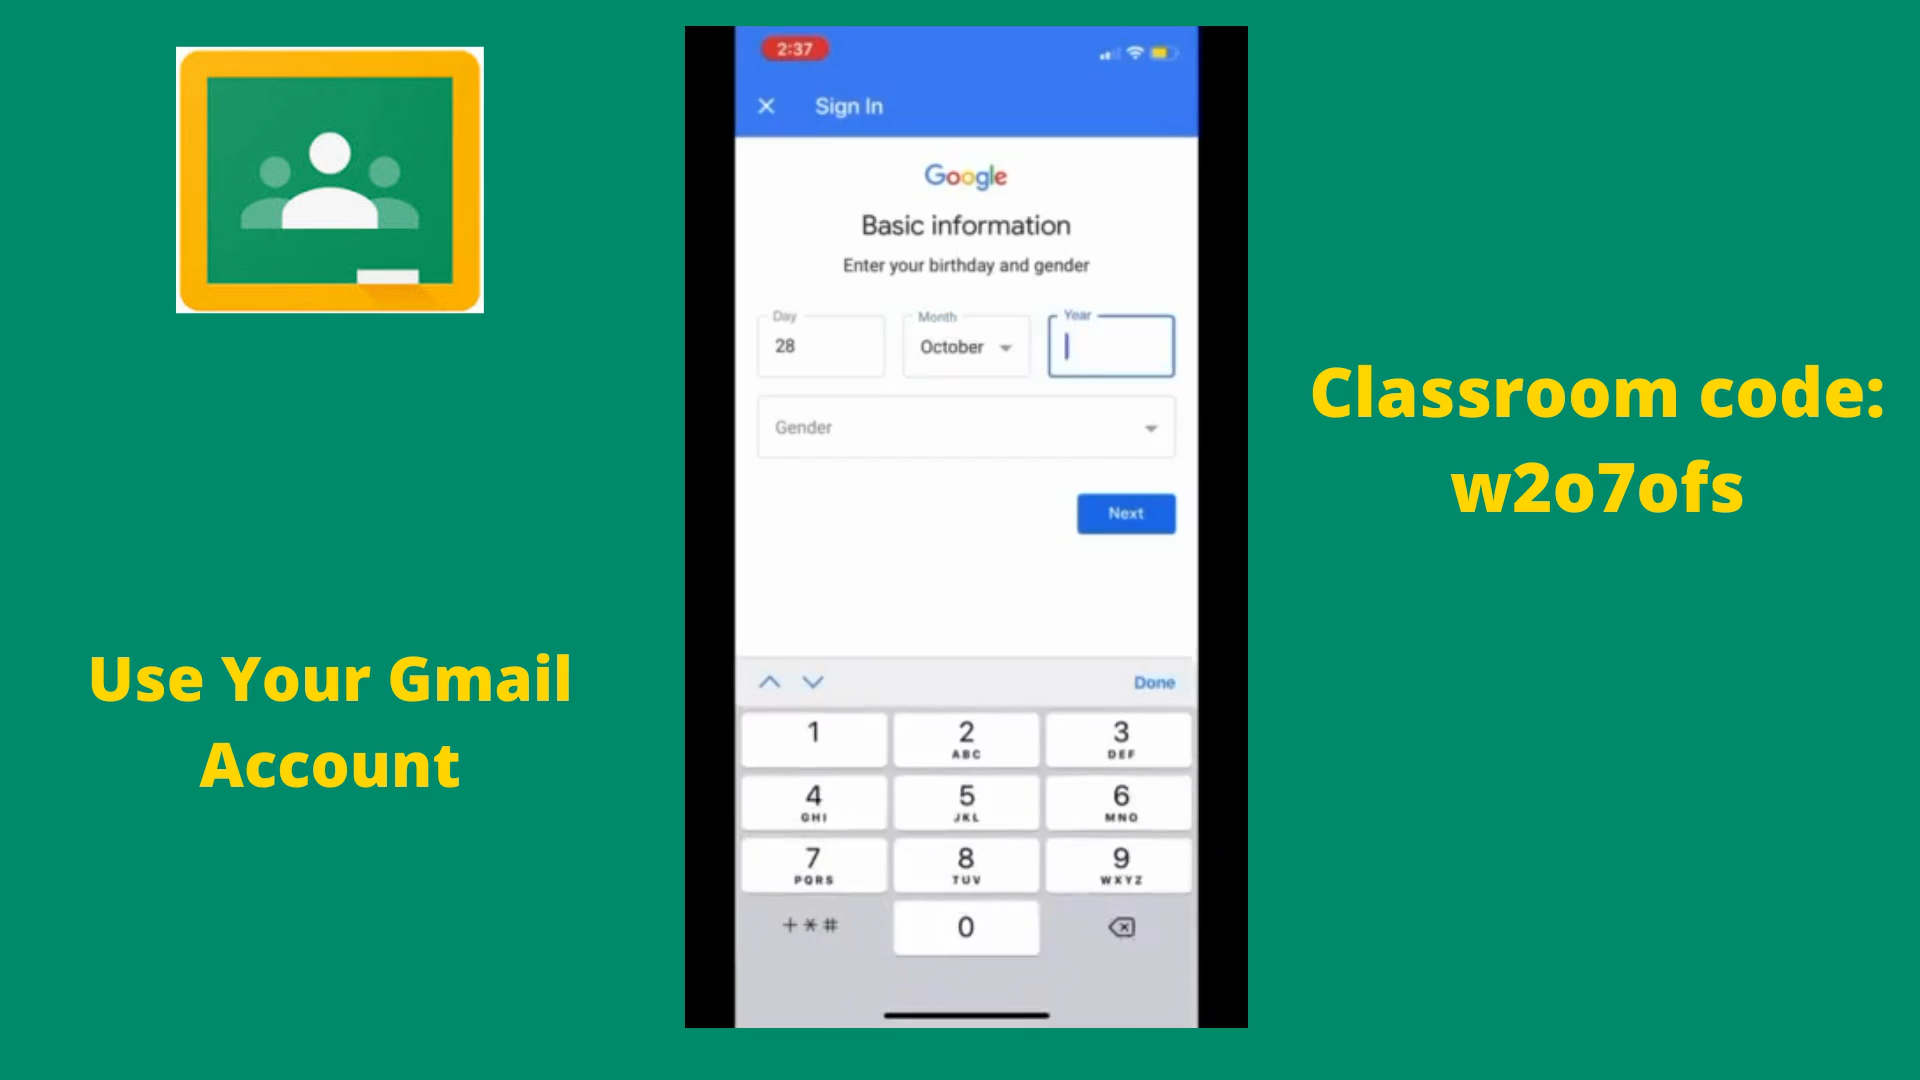 2:37
Sign In
Google
Basic information
Enter your birthday and gender
Day Month Year
28 October
Gender
Next
Classroom code:
w2o7ofs
Use Your Gmail
Account
Done
1 2 3
ABC DEF
4 5 6
GHI JKL MNO
7 8 9
PQRS TUV WXYZ
+*# 0